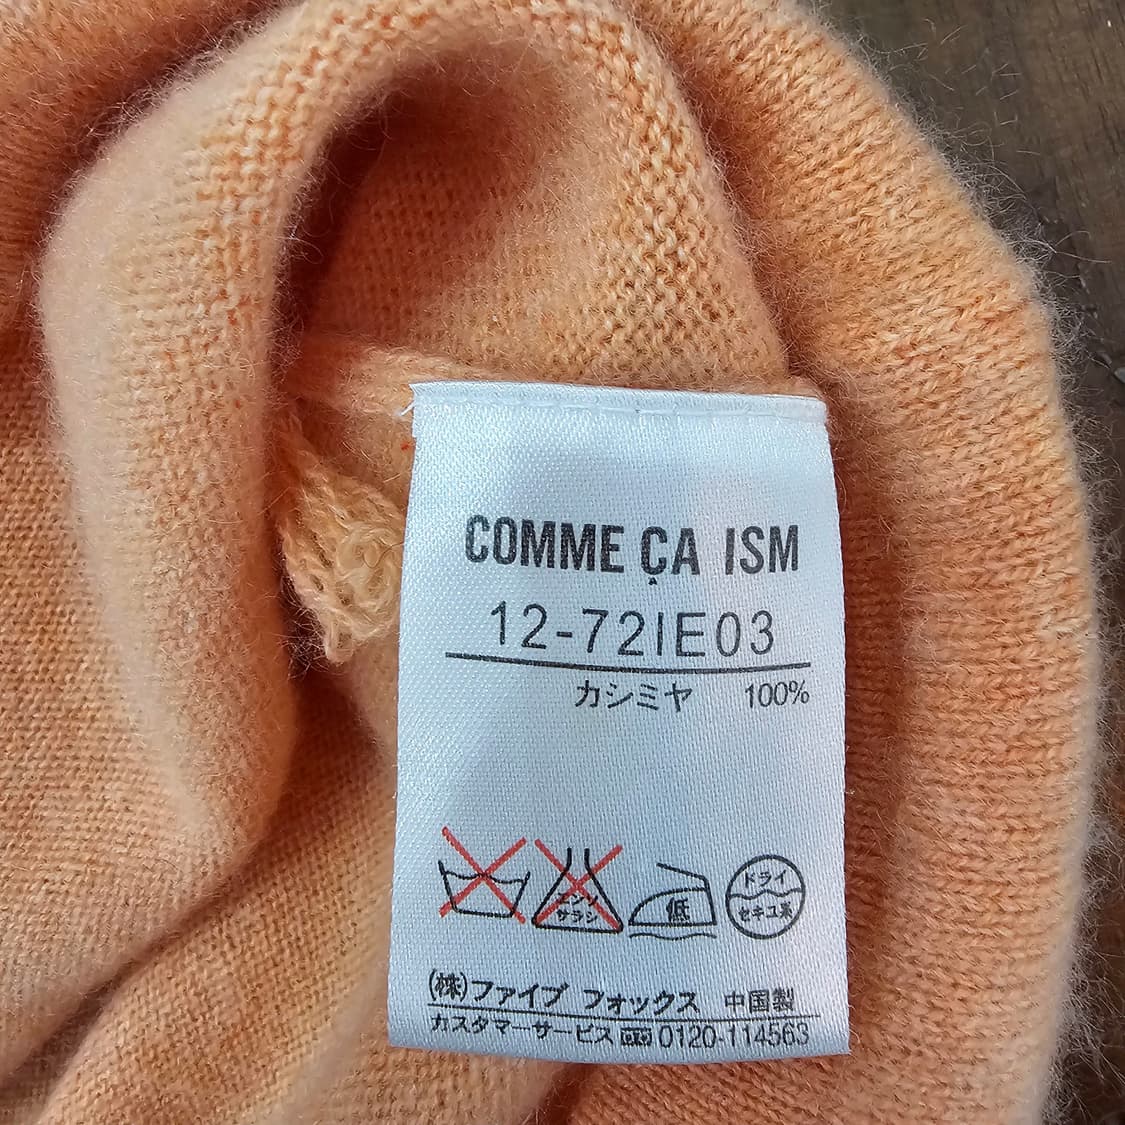 COMME ÇA ISM
12-72IE03
カシミヤ 100%
エンソ
サラシ
低
ドライ
セキユ系
(株)ファイブ フォックス 中国製
カスタマーサービス 0120-114563